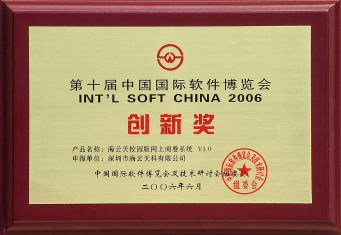 第十届中国国际软件博览会
INT'L SOFT CHINA 2006
创新奖
产品名称：海云天校园版网上阅卷系统 V1.0
申报单位：深圳市海云天科有限公司
中国国际软件博览会及技术研讨会组委会
二〇〇六年六月
组委会